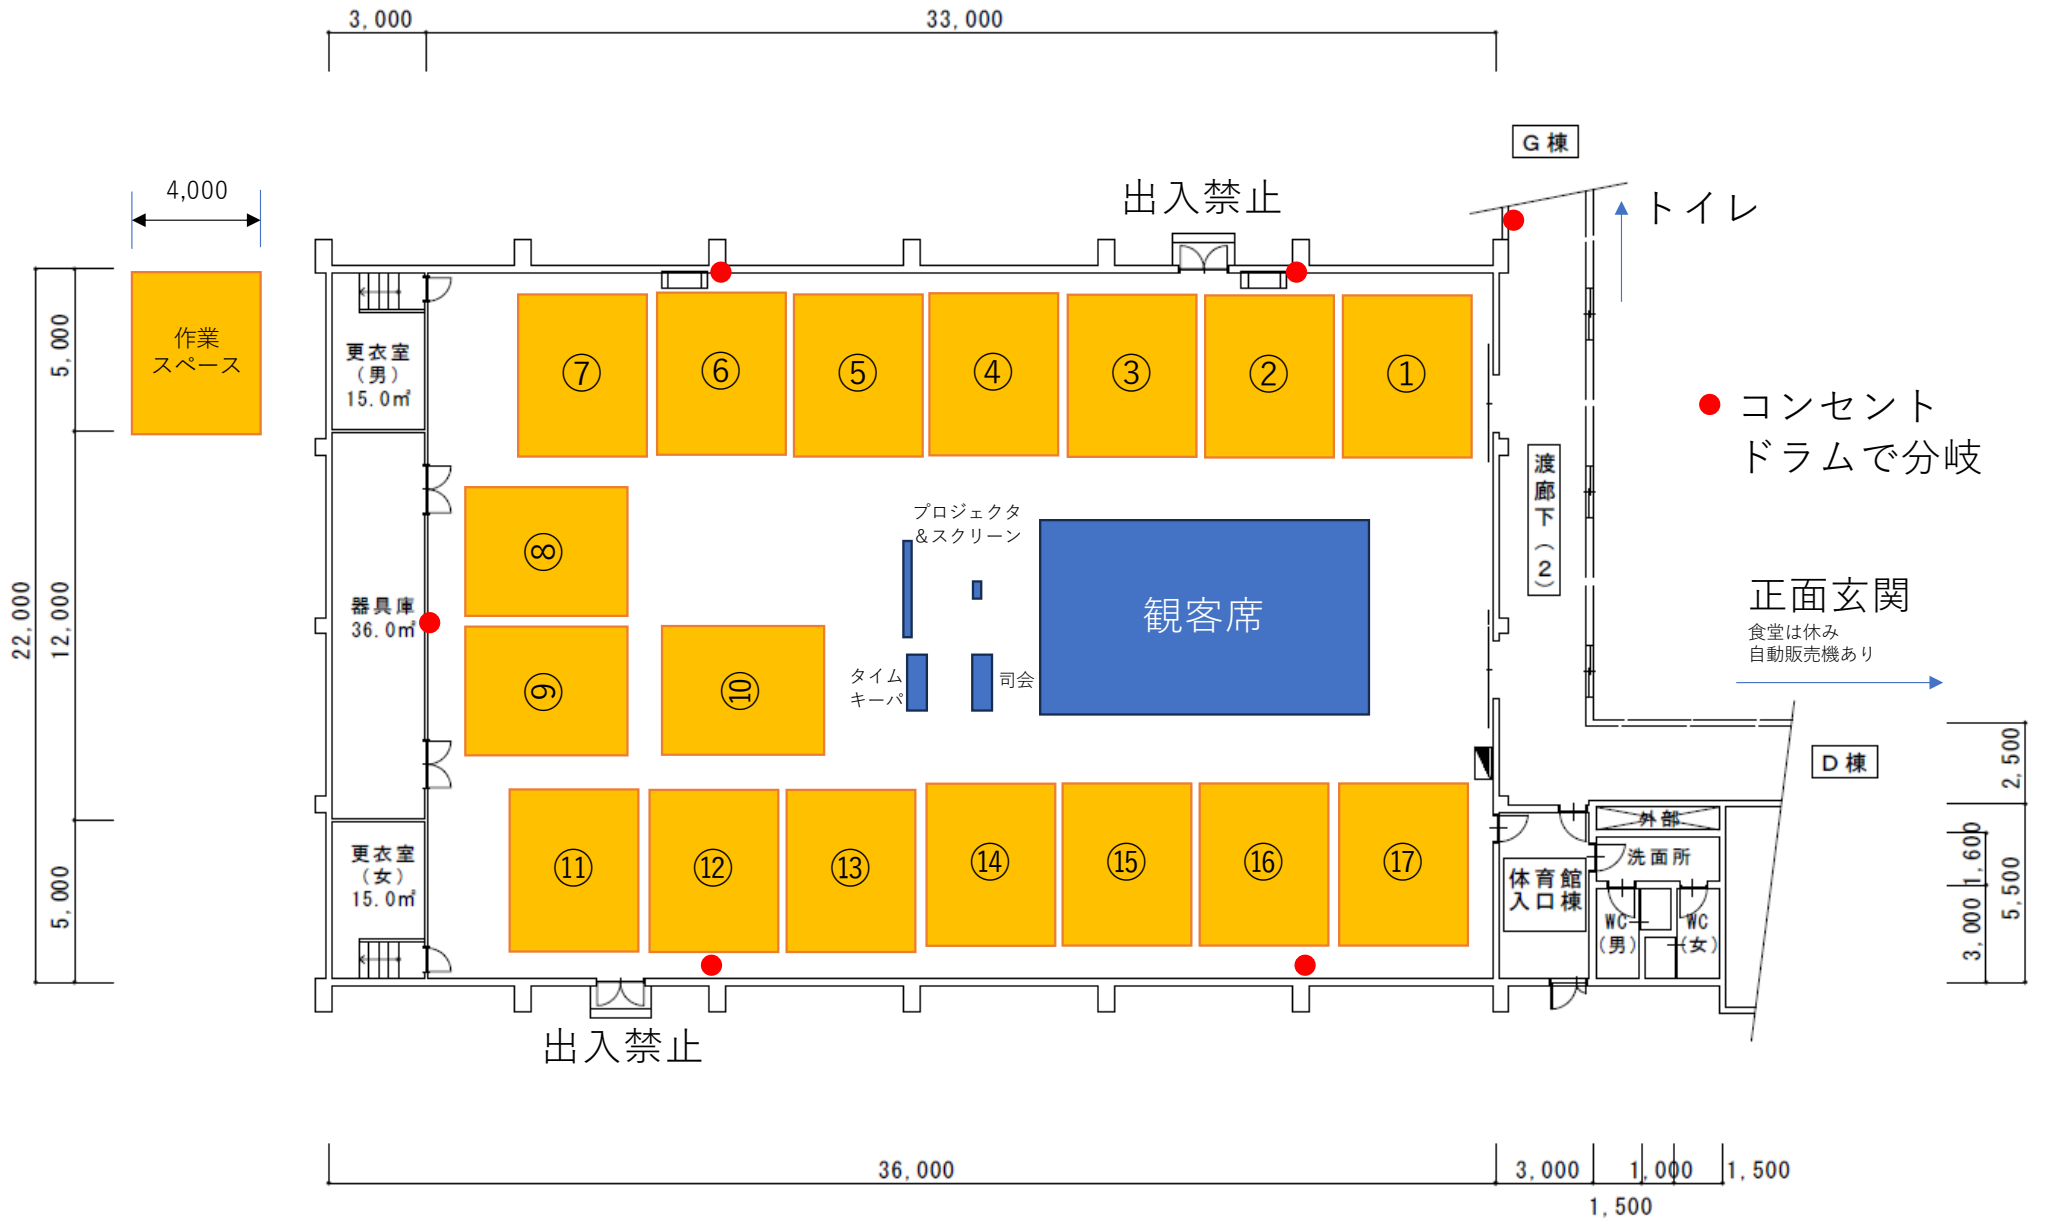 3,000
33,000
G 棟
4,000
出入禁止
トイレ
作業
スペース
5,000
更衣室
(男)
15.0㎡
⑦
⑥
⑤
④
③
②
①
コンセント
ドラムで分岐
渡廊下(2)
⑧
プロジェクタ
&スクリーン
22,000
12,000
器具庫
36.0㎡
観客席
正面玄関
食堂は休み
自動販売機あり
⑨
⑩
タイム
キーパ
司会
D 棟
2,500
外部
1,600
洗面所
5,000
更衣室
(女)
15.0㎡
⑪
⑫
⑬
⑭
⑮
⑯
⑰
体育館
入口棟
WC
(男)
WC
(女)
3,000
5,500
出入禁止
36,000
3,000
1,000
1,500
1,500